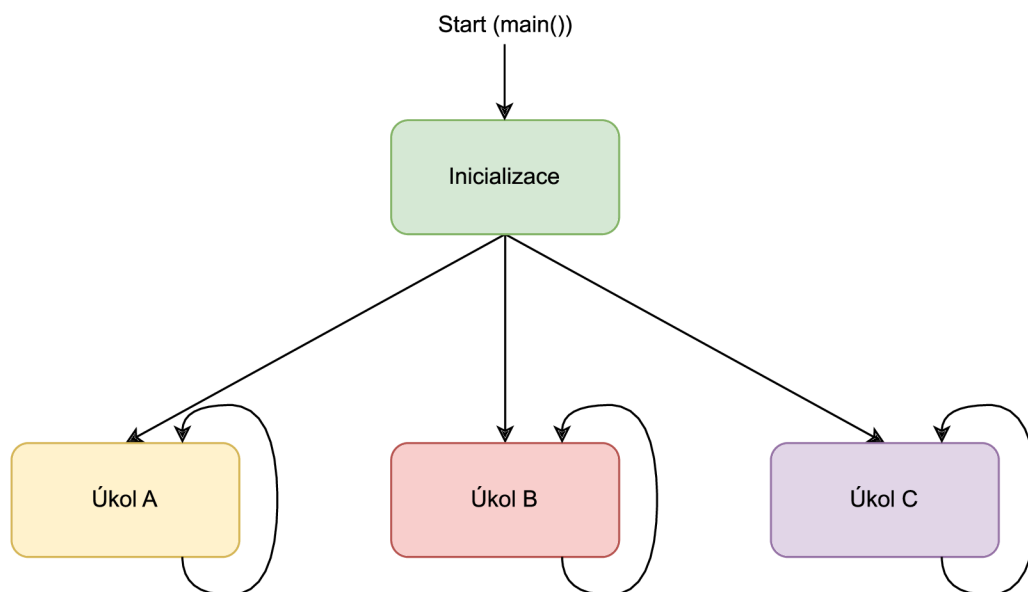 Start (main())
Inicializace
Úkol A
Úkol B
Úkol C